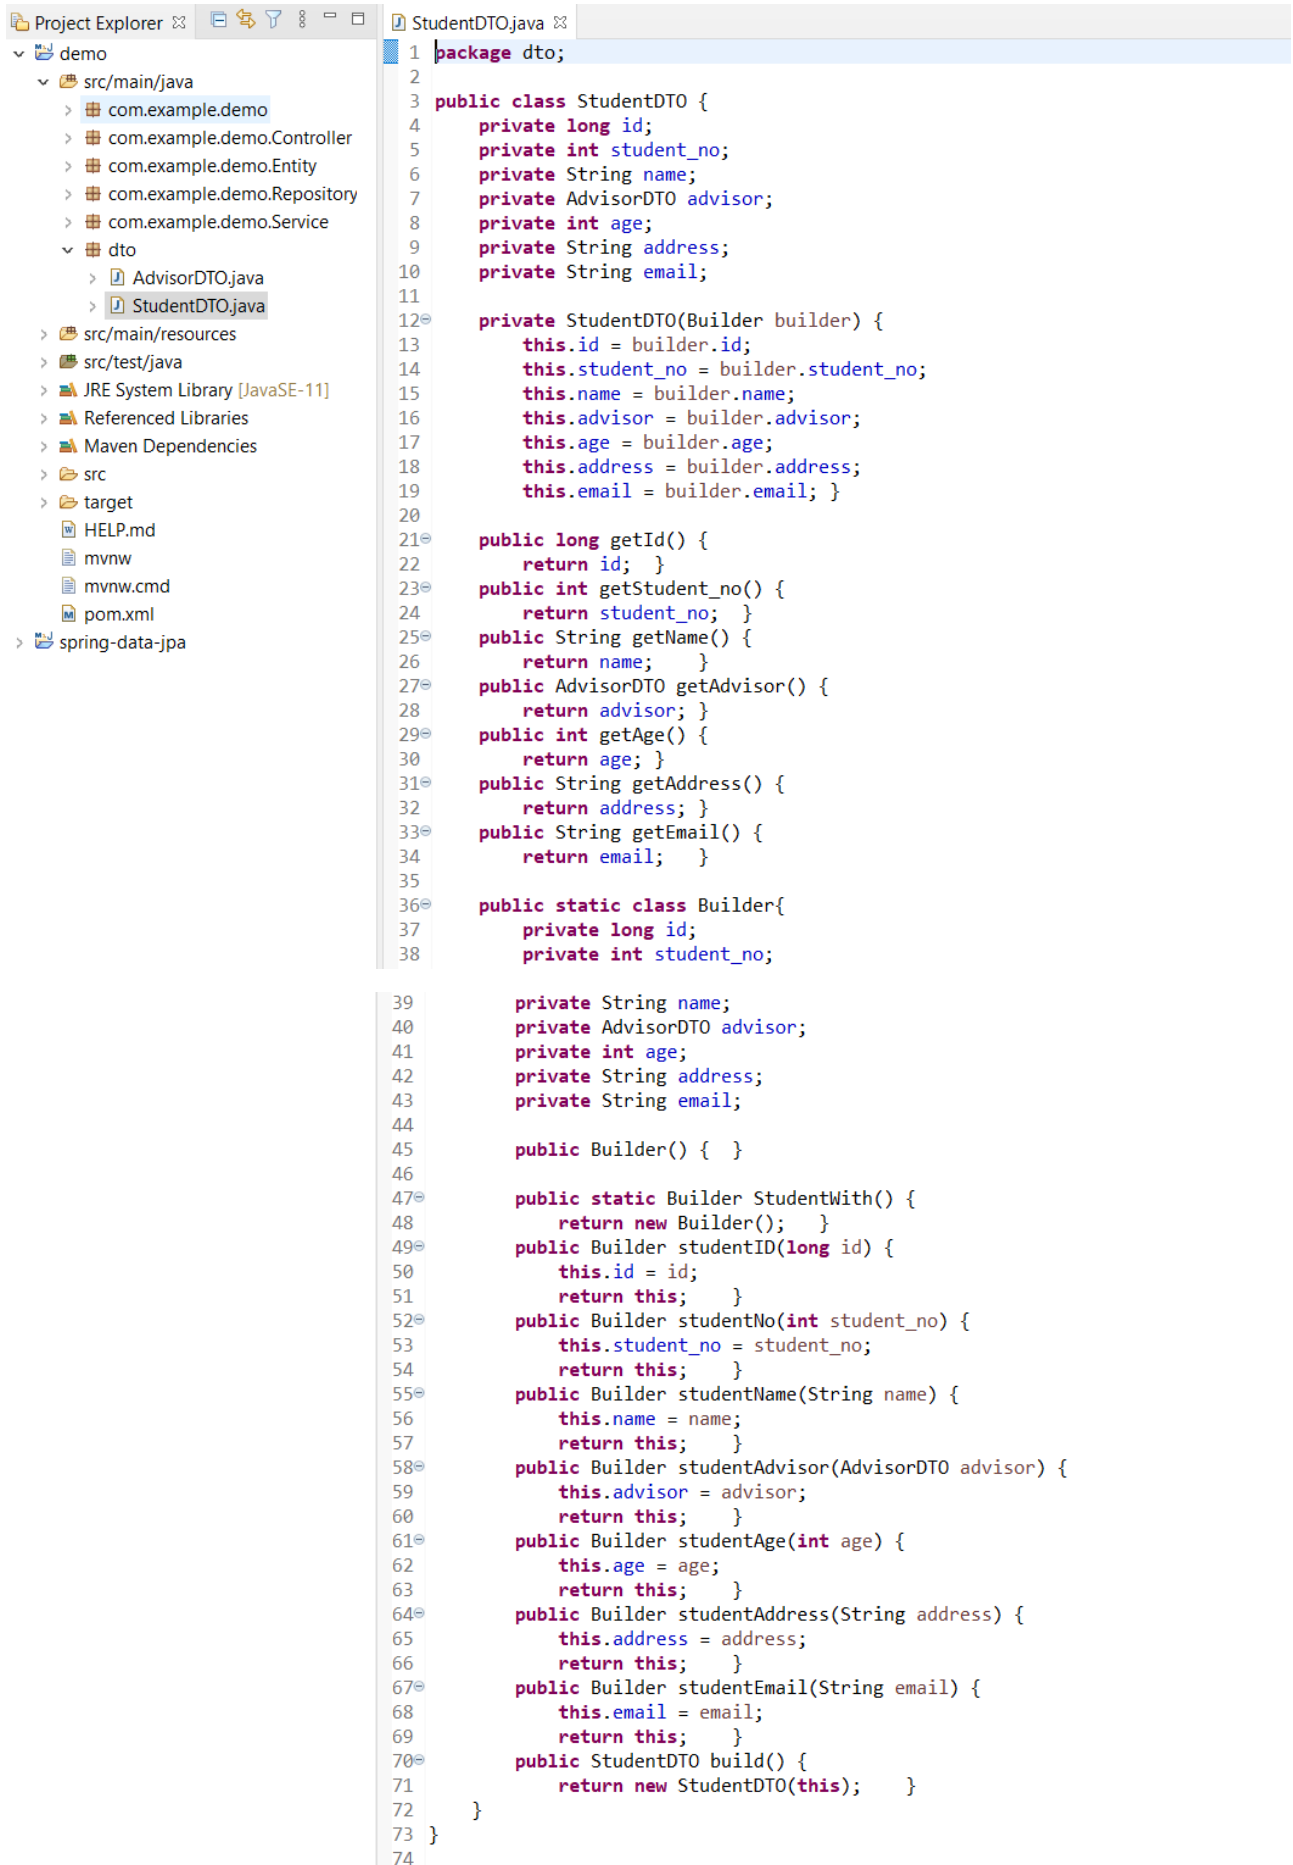 Project Explorer
demo
src/main/java
com.example.demo
com.example.demo.Controller
com.example.demo.Entity
com.example.demo.Repository
com.example.demo.Service
dto
AdvisorDTO.java
StudentDTO.java
src/main/resources
src/test/java
JRE System Library [JavaSE-11]
Referenced Libraries
Maven Dependencies
src
target
HELP.md
mvnw
mvnw.cmd
pom.xml
spring-data-jpa
StudentDTO.java
1 package dto;
2
3 public class StudentDTO {
4     private long id;
5     private int student_no;
6     private String name;
7     private AdvisorDTO advisor;
8     private int age;
9     private String address;
10     private String email;
11
12     private StudentDTO(Builder builder) {
13         this.id = builder.id;
14         this.student_no = builder.student_no;
15         this.name = builder.name;
16         this.advisor = builder.advisor;
17         this.age = builder.age;
18         this.address = builder.address;
19         this.email = builder.email; }
20
21     public long getId() {
22         return id;  }
23     public int getStudent_no() {
24         return student_no;  }
25     public String getName() {
26         return name;    }
27     public AdvisorDTO getAdvisor() {
28         return advisor; }
29     public int getAge() {
30         return age; }
31     public String getAddress() {
32         return address; }
33     public String getEmail() {
34         return email;   }
35
36     public static class Builder{
37         private long id;
38         private int student_no;
39         private String name;
40         private AdvisorDTO advisor;
41         private int age;
42         private String address;
43         private String email;
44
45         public Builder() {  }
46
47         public static Builder StudentWith() {
48             return new Builder();   }
49         public Builder studentID(long id) {
50             this.id = id;
51             return this;    }
52         public Builder studentNo(int student_no) {
53             this.student_no = student_no;
54             return this;    }
55         public Builder studentName(String name) {
56             this.name = name;
57             return this;    }
58         public Builder studentAdvisor(AdvisorDTO advisor) {
59             this.advisor = advisor;
60             return this;    }
61         public Builder studentAge(int age) {
62             this.age = age;
63             return this;    }
64         public Builder studentAddress(String address) {
65             this.address = address;
66             return this;    }
67         public Builder studentEmail(String email) {
68             this.email = email;
69             return this;    }
70         public StudentDTO build() {
71             return new StudentDTO(this);    }
72     }
73 }
74